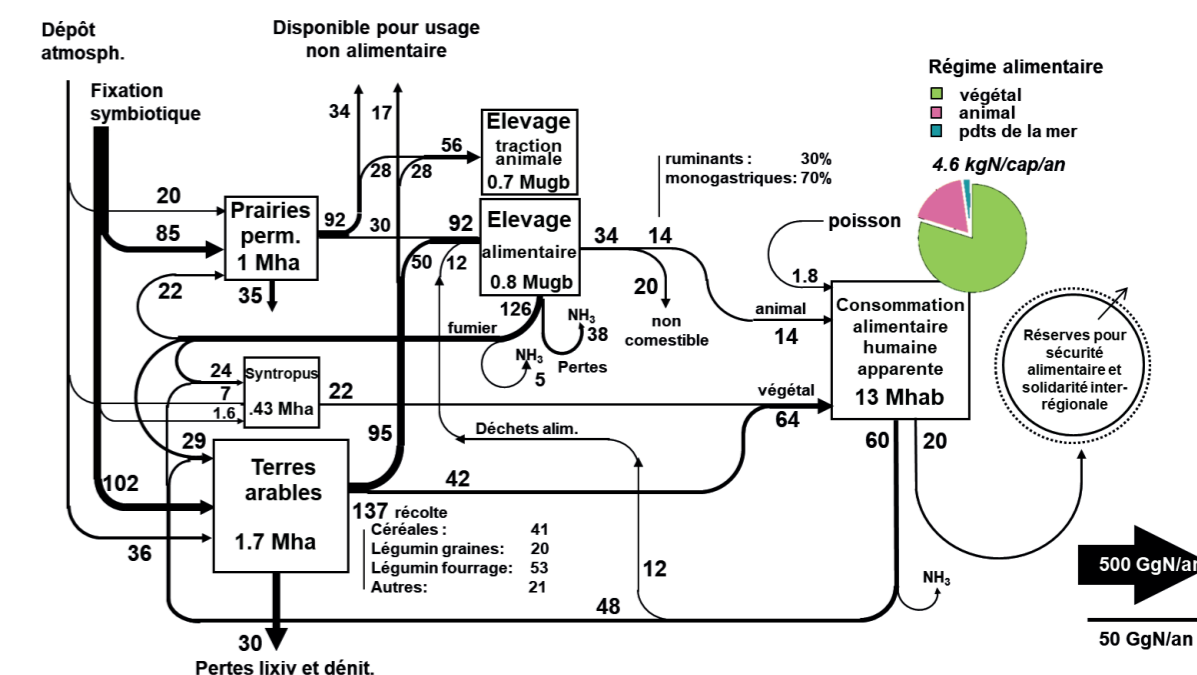 Dépôt
atmosph.
Disponible pour usage
non alimentaire
Fixation
symbiotique
34
17
Elevage
traction
animale
0.7 Mugb
56
28
28
Régime alimentaire
végétal
animal
pdts de la mer
4.6 kgN/cap/an
ruminants : 30%
monogastriques: 70%
20
85
Prairies
perm.
1 Mha
92
30
92
50
12
Elevage
alimentaire
0.8 Mugb
34
14
20
non
comestible
poisson
1.8
animal
14
Consommation
alimentaire
humaine
apparente
13 Mhab
Réserves pour
sécurité
alimentaire et
solidarité inter-
régionale
22
35
126
fumier
NH3
38
Pertes
NH3
5
24
7
1.6
Syntropus
.43 Mha
22
végétal
64
95
Déchets alim.
60
20
29
102
36
Terres
arables
1.7 Mha
42
137 récolte
Céréales : 41
Légumin graines: 20
Légumin fourrage: 53
Autres: 21
12
48
NH3
500 GgN/an
50 GgN/an
30
Pertes lixiv et dénit.